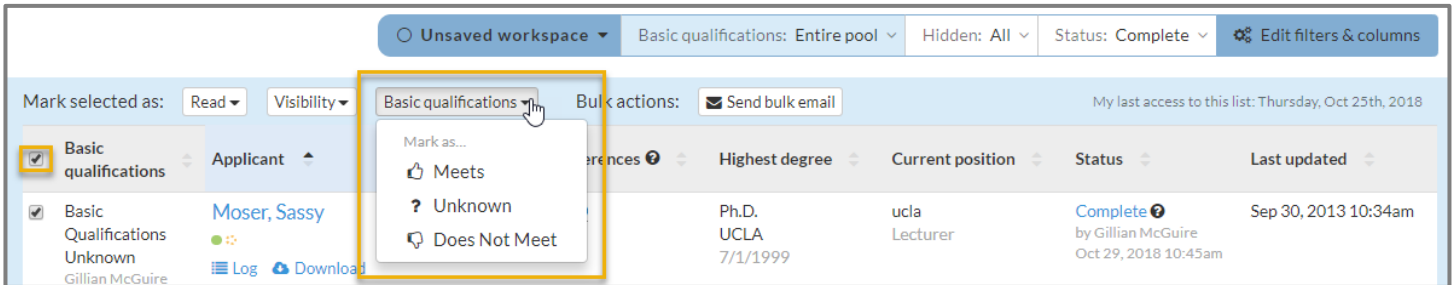 Unsaved workspace Basic qualifications: Entire pool Hidden: All Status: Complete Edit filters & columns
Mark selected as: Read Visibility Basic qualifications Bulk actions: Send bulk email My last access to this list: Thursday, Oct 25th, 2018
Basic qualifications Applicant Highest degree Current position Status Last updated
Mark as...
Meets
Unknown
Does Not Meet
Basic
Qualifications
Unknown
Gillian McGuire
Moser, Sassy
Log Download
Ph.D.
UCLA
7/1/1999
ucla
Lecturer
Complete
by Gillian McGuire
Oct 29, 2018 10:45am
Sep 30, 2013 10:34am